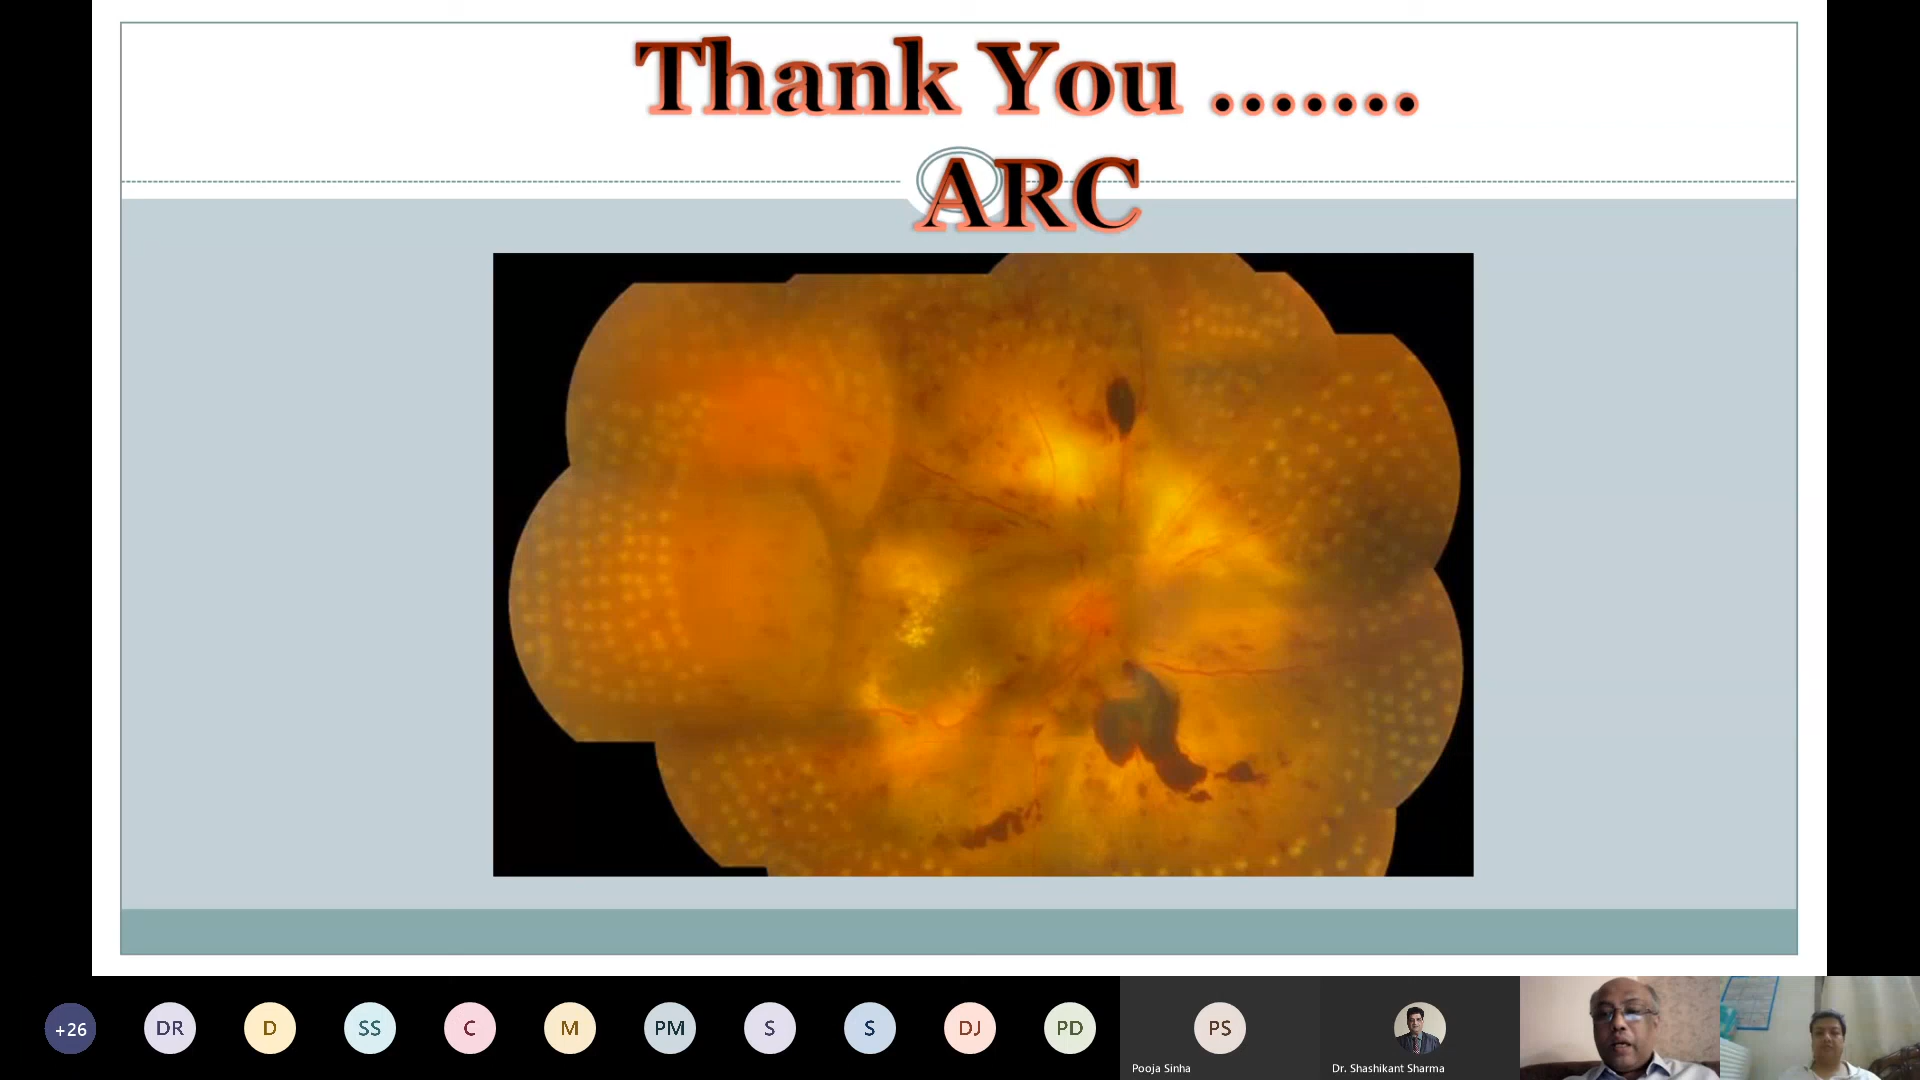 Thank You .......
ARC
+26
DR
D
SS
C
M
PM
S
S
DJ
PD
PS
Pooja Sinha
Dr. Shashikant Sharma